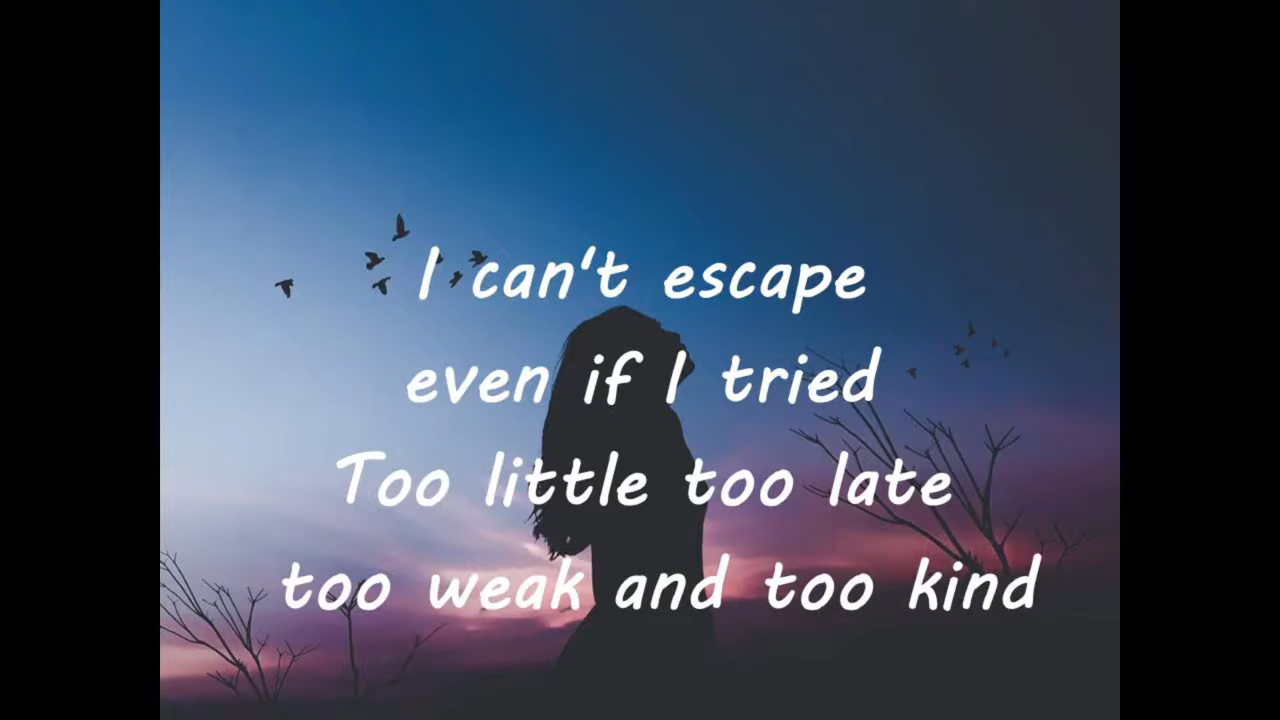 I can't escape
even if I tried
Too little too late
too weak and too kind